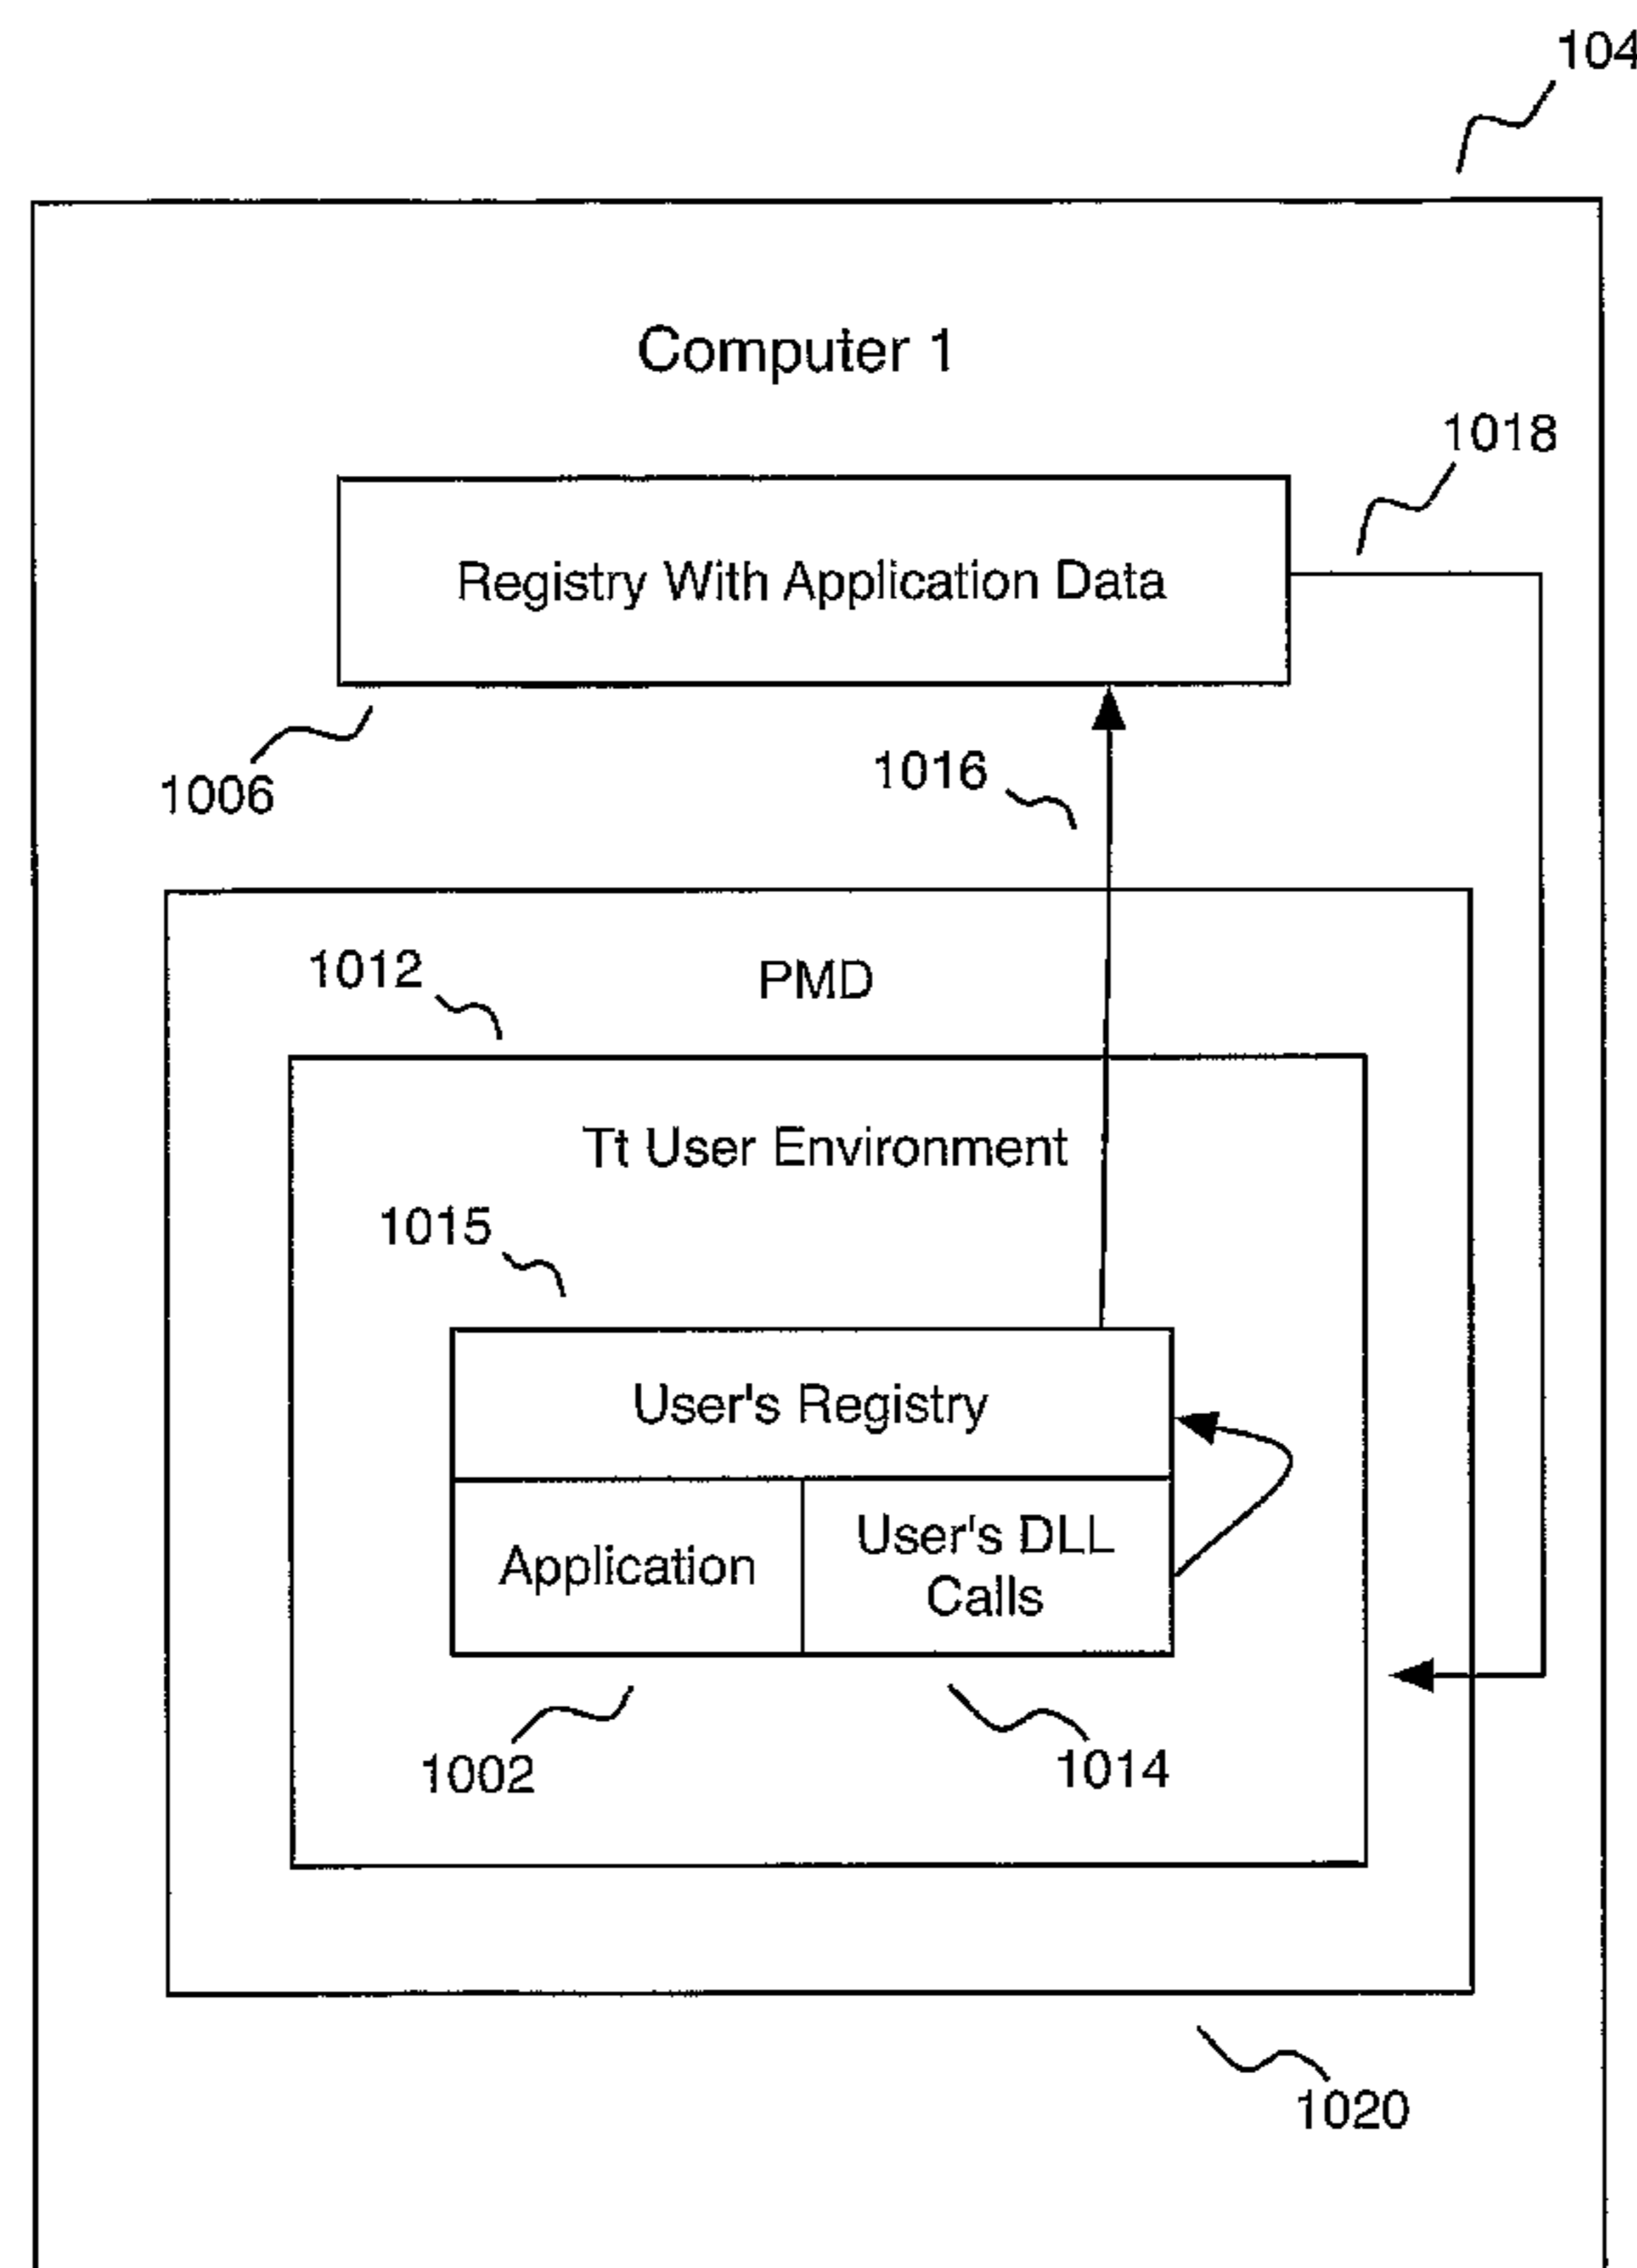 104
Computer 1
1018
Registry With Application Data
1006
1016
1012
PMD
Tt User Environment
1015
User's Registry
Application
User's DLL
Calls
1002
1014
1020